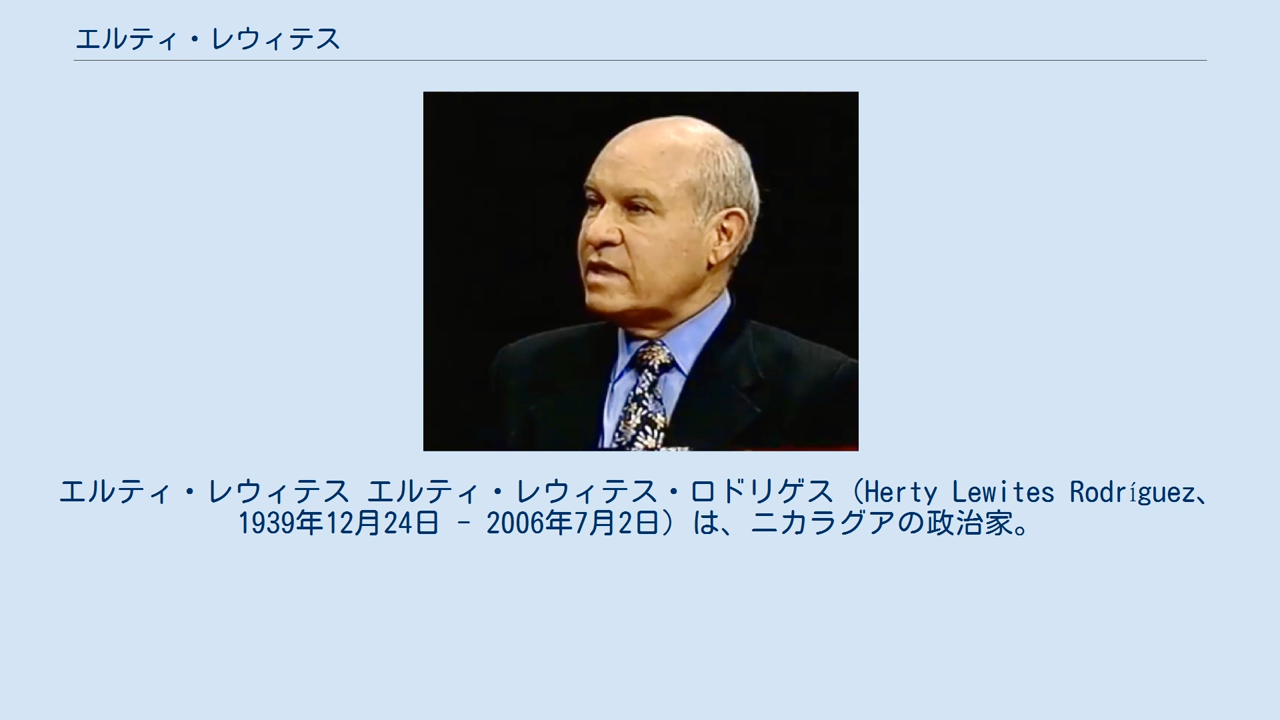 エルティ・レウィテス
エルティ・レウィテス エルティ・レウィテス・ロドリゲス（Herty Lewites Rodríguez、
1939年12月24日 - 2006年7月2日）は、ニカラグアの政治家。